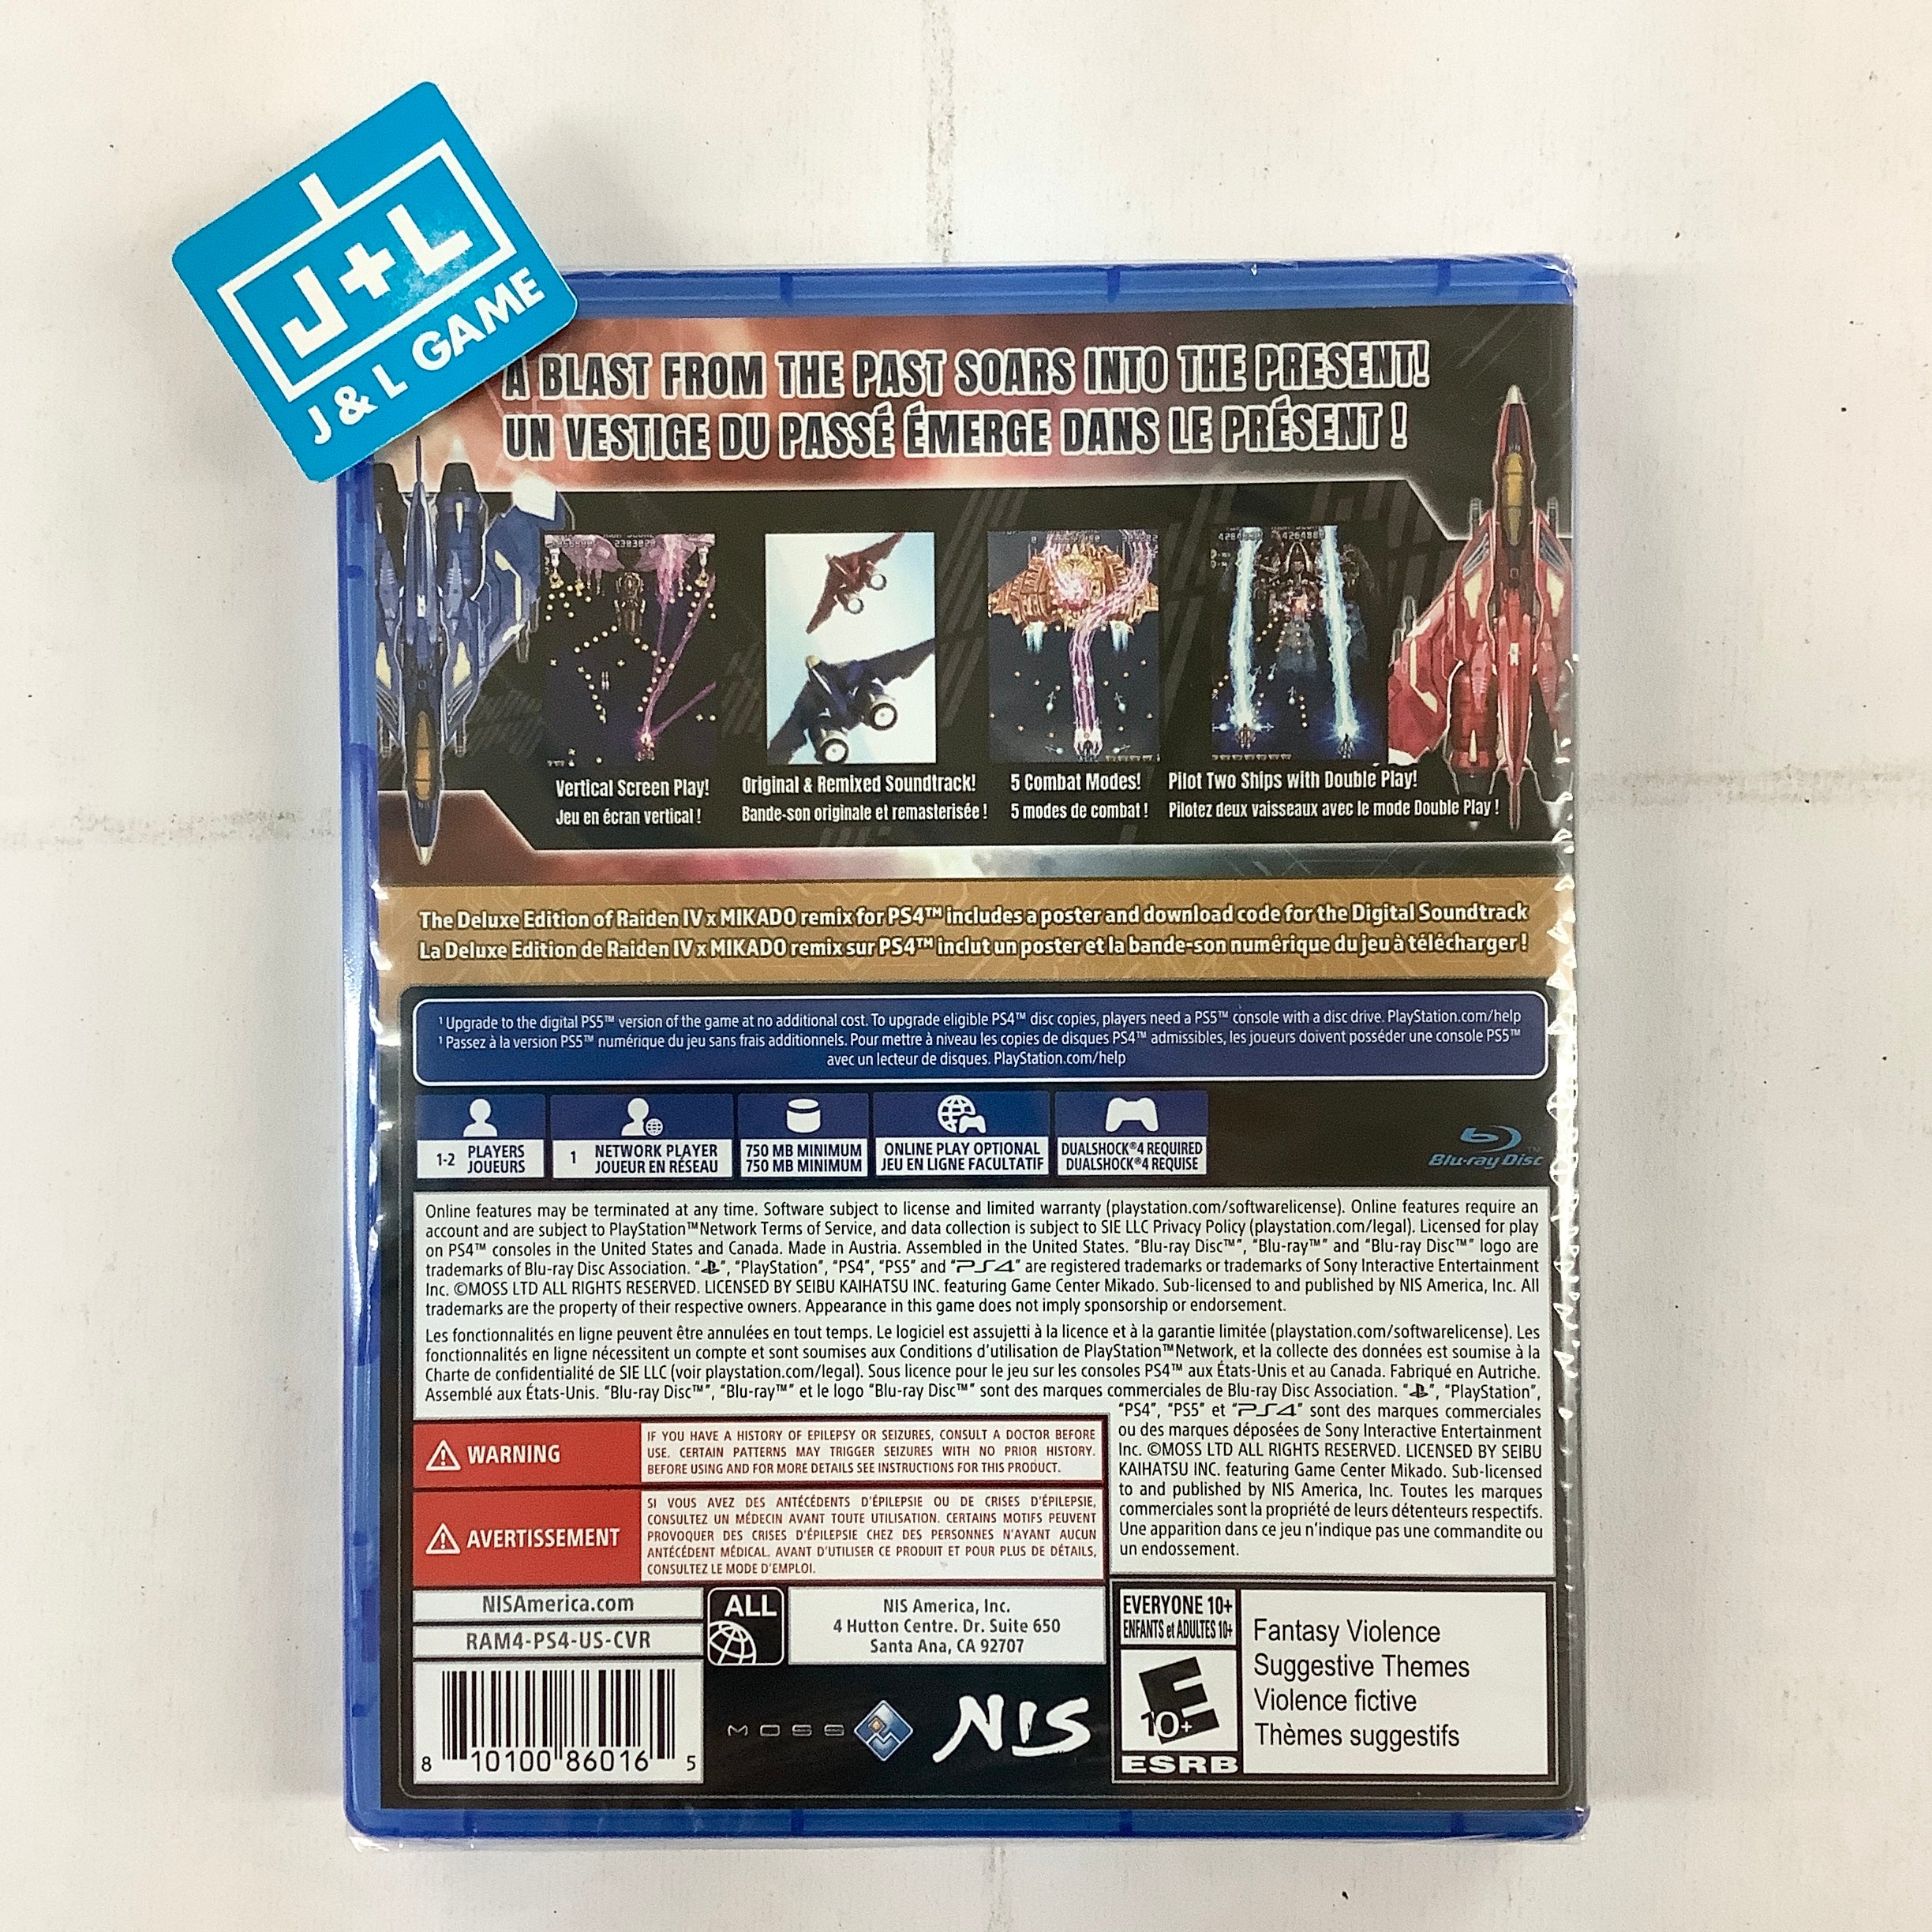 J+L
J & L GAME
A BLAST FROM THE PAST SOARS INTO THE PRESENT!
UN VESTIGE DU PASSÉ ÉMERGE DANS LE PRÉSENT !
Vertical Screen Play!
Jeu en écran vertical !
Original & Remixed Soundtrack!
Bande-son originale et remasterisée !
5 Combat Modes!
5 modes de combat !
Pilot Two Ships with Double Play!
Pilotez deux vaisseaux avec le mode Double Play !
The Deluxe Edition of Raiden IV x MIKADO remix for PS4™ includes a poster and download code for the Digital Soundtrack
La Deluxe Edition de Raiden IV x MIKADO remix sur PS4™ inclut un poster et la bande-son numérique du jeu à télécharger !
¹ Upgrade to the digital PS5™ version of the game at no additional cost. To upgrade eligible PS4™ disc copies, players need a PS5™ console with a disc drive. PlayStation.com/help
¹ Passez à la version PS5™ numérique du jeu sans frais additionnels. Pour mettre à niveau les copies de disques PS4™ admissibles, les joueurs doivent posséder une console PS5™
avec un lecteur de disques. PlayStation.com/help
1-2 PLAYERS
JOUEURS
1 NETWORK PLAYER
JOUEUR EN RÉSEAU
750 MB MINIMUM
750 MB MINIMUM
ONLINE PLAY OPTIONAL
JEU EN LIGNE FACULTATIF
DUALSHOCK®4 REQUIRED
DUALSHOCK®4 REQUISE
Blu-ray Disc™
Online features may be terminated at any time. Software subject to license and limited warranty (playstation.com/softwarelicense). Online features require an
account and are subject to PlayStation™Network Terms of Service, and data collection is subject to SIE LLC Privacy Policy (playstation.com/legal). Licensed for play
on PS4™ consoles in the United States and Canada. Made in Austria. Assembled in the United States. "Blu-ray Disc™", "Blu-ray™" and "Blu-ray Disc™" logo are
trademarks of Blu-ray Disc Association. "", "PlayStation", "PS4", "PS5" and "PS4" are registered trademarks or trademarks of Sony Interactive Entertainment
Inc. ©MOSS LTD ALL RIGHTS RESERVED. LICENSED BY SEIBU KAIHATSU INC. featuring Game Center Mikado. Sub-licensed to and published by NIS America, Inc. All
trademarks are the property of their respective owners. Appearance in this game does not imply sponsorship or endorsement.
Les fonctionnalités en ligne peuvent être annulées en tout temps. Le logiciel est assujetti à la licence et à la garantie limitée (playstation.com/softwarelicense). Les
fonctionnalités en ligne nécessitent un compte et sont soumises aux Conditions d'utilisation de PlayStation™Network, et la collecte des données est soumise à la
Charte de confidentialité de SIE LLC (voir playstation.com/legal). Sous licence pour le jeu sur les consoles PS4™ aux États-Unis et au Canada. Fabriqué en Autriche.
Assemblé aux États-Unis. "Blu-ray Disc™", "Blu-ray™" et le logo "Blu-ray Disc™" sont des marques commerciales de Blu-ray Disc Association. "", "PlayStation",
"PS4", "PS5" et "PS4" sont des marques commerciales
ou des marques déposées de Sony Interactive Entertainment
Inc. ©MOSS LTD ALL RIGHTS RESERVED. LICENSED BY SEIBU
KAIHATSU INC. featuring Game Center Mikado. Sub-licensed
to and published by NIS America, Inc. Toutes les marques
commerciales sont la propriété de leurs détenteurs respectifs.
Une apparition dans ce jeu n'indique pas une commandite ou
un endossement.
WARNING
IF YOU HAVE A HISTORY OF EPILEPSY OR SEIZURES, CONSULT A DOCTOR BEFORE
USE. CERTAIN PATTERNS MAY TRIGGER SEIZURES WITH NO PRIOR HISTORY.
BEFORE USING AND FOR MORE DETAILS SEE INSTRUCTIONS FOR THIS PRODUCT.
AVERTISSEMENT
SI VOUS AVEZ DES ANTÉCÉDENTS D'ÉPILEPSIE OU DE CRISES D'ÉPILEPSIE,
CONSULTEZ UN MÉDECIN AVANT TOUTE UTILISATION. CERTAINS MOTIFS PEUVENT
PROVOQUER DES CRISES D'ÉPILEPSIE CHEZ DES PERSONNES N'AYANT AUCUN
ANTÉCÉDENT MÉDICAL. AVANT D'UTILISER CE PRODUIT ET POUR PLUS DE DÉTAILS,
CONSULTEZ LE MODE D'EMPLOI.
NISAmerica.com
RAM4-PS4-US-CVR
8 10100 86016 5
ALL
NIS America, Inc.
4 Hutton Centre. Dr. Suite 650
Santa Ana, CA 92707
MOSS
NIS
EVERYONE 10+
ENFANTS et ADULTES 10+
E
10+
ESRB
Fantasy Violence
Suggestive Themes
Violence fictive
Thèmes suggestifs